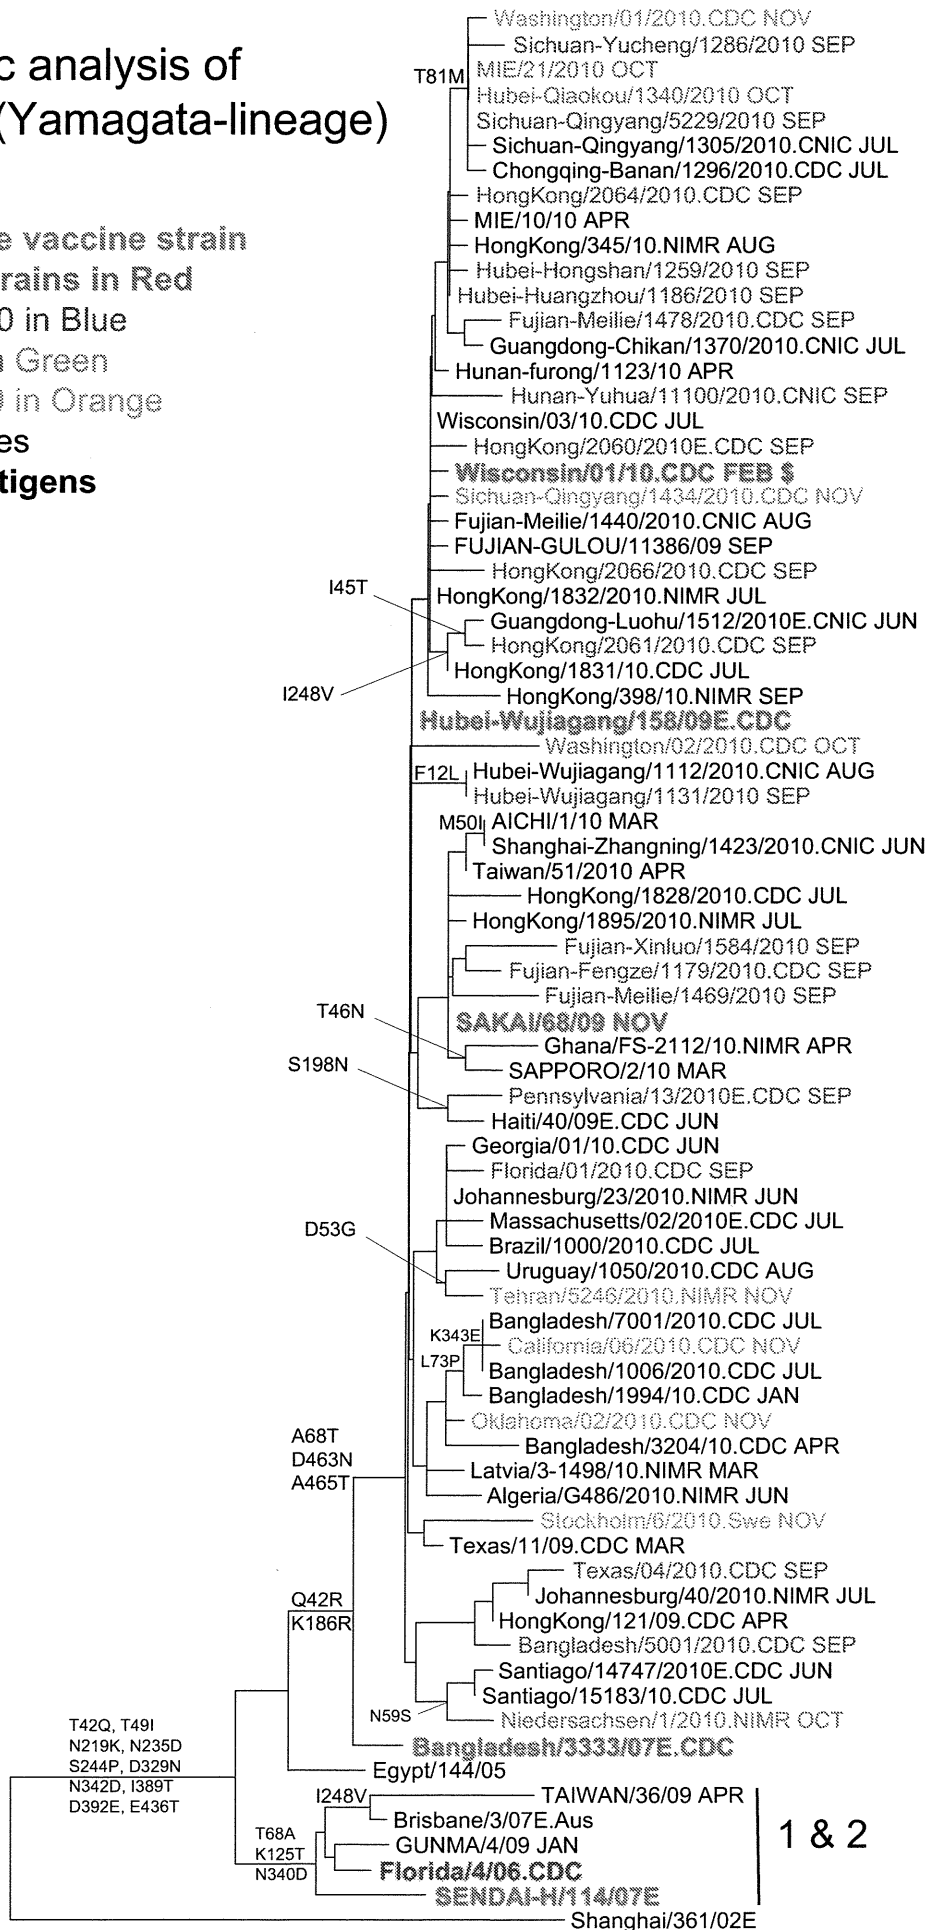 c analysis of
(Yamagata-lineage)
e vaccine strain
rains in Red
0 in Blue
Green
in Orange
es
tigens
Washington/01/2010.CDC NOV
Sichuan-Yucheng/1286/2010 SEP
T81M
MIE/21/2010 OCT
Hubei-Qiaokou/1340/2010 OCT
Sichuan-Qingyang/5229/2010 SEP
Sichuan-Qingyang/1305/2010.CNIC JUL
Chongqing-Banan/1296/2010.CDC JUL
HongKong/2064/2010.CDC SEP
MIE/10/10 APR
HongKong/345/10.NIMR AUG
Hubei-Hongshan/1259/2010 SEP
Hubei-Huangzhou/1186/2010 SEP
Fujian-Meilie/1478/2010.CDC SEP
Guangdong-Chikan/1370/2010.CNIC JUL
Hunan-furong/1123/10 APR
Hunan-Yuhua/11100/2010.CNIC SEP
Wisconsin/03/10.CDC JUL
HongKong/2060/2010E.CDC SEP
Wisconsin/01/10.CDC FEB $
Sichuan-Qingyang/1434/2010.CDC NOV
Fujian-Meilie/1440/2010.CNIC AUG
FUJIAN-GULOU/11386/09 SEP
HongKong/2066/2010.CDC SEP
I45T
HongKong/1832/2010.NIMR JUL
Guangdong-Luohu/1512/2010E.CNIC JUN
HongKong/2061/2010.CDC SEP
HongKong/1831/10.CDC JUL
I248V
HongKong/398/10.NIMR SEP
Hubei-Wujiagang/158/09E.CDC
Washington/02/2010.CDC OCT
F12L
Hubei-Wujiagang/1112/2010.CNIC AUG
Hubei-Wujiagang/1131/2010 SEP
M50I
AICHI/1/10 MAR
Shanghai-Zhangning/1423/2010.CNIC JUN
Taiwan/51/2010 APR
HongKong/1828/2010.CDC JUL
HongKong/1895/2010.NIMR JUL
Fujian-Xinluo/1584/2010 SEP
Fujian-Fengze/1179/2010.CDC SEP
Fujian-Meilie/1469/2010 SEP
T46N
SAKAI/68/09 NOV
Ghana/FS-2112/10.NIMR APR
S198N
SAPPORO/2/10 MAR
Pennsylvania/13/2010E.CDC SEP
Haiti/40/09E.CDC JUN
Georgia/01/10.CDC JUN
Florida/01/2010.CDC SEP
Johannesburg/23/2010.NIMR JUN
D53G
Massachusetts/02/2010E.CDC JUL
Brazil/1000/2010.CDC JUL
Uruguay/1050/2010.CDC AUG
Tehran/5246/2010.NIMR NOV
Bangladesh/7001/2010.CDC JUL
K343E
California/06/2010.CDC NOV
L73P
Bangladesh/1006/2010.CDC JUL
Bangladesh/1994/10.CDC JAN
Oklahoma/02/2010.CDC NOV
A68T
D463N
A465T
Bangladesh/3204/10.CDC APR
Latvia/3-1498/10.NIMR MAR
Algeria/G486/2010.NIMR JUN
Stockholm/6/2010.Swe NOV
Texas/11/09.CDC MAR
Texas/04/2010.CDC SEP
Q42R
K186R
Johannesburg/40/2010.NIMR JUL
HongKong/121/09.CDC APR
Bangladesh/5001/2010.CDC SEP
Santiago/14747/2010E.CDC JUN
Santiago/15183/10.CDC JUL
N59S
Niedersachsen/1/2010.NIMR OCT
Bangladesh/3333/07E.CDC
T42Q, T49I
N219K, N235D
S244P, D329N
N342D, I389T
D392E, E436T
Egypt/144/05
I248V
TAIWAN/36/09 APR
Brisbane/3/07E.Aus
T68A
K125T
N340D
GUNMA/4/09 JAN
Florida/4/06.CDC
SENDAI-H/114/07E
1 & 2
Shanghai/361/02E